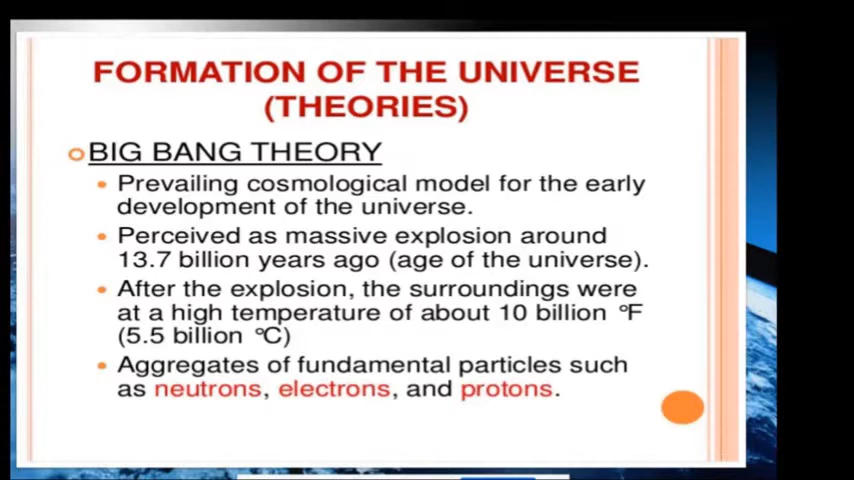 FORMATION OF THE UNIVERSE
(THEORIES)
BIG BANG THEORY
Prevailing cosmological model for the early
development of the universe.
Perceived as massive explosion around
13.7 billion years ago (age of the universe).
After the explosion, the surroundings were
at a high temperature of about 10 billion °F
(5.5 billion °C)
Aggregates of fundamental particles such
as neutrons, electrons, and protons.